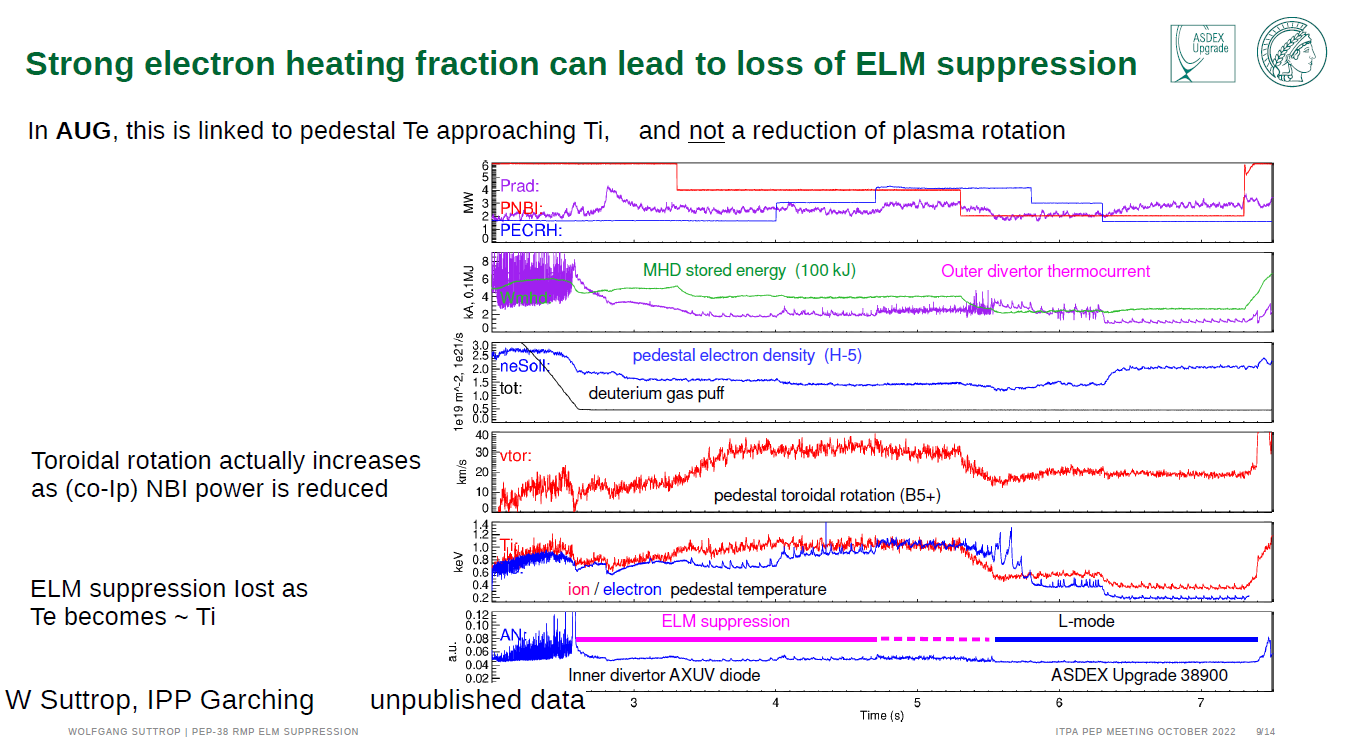 Strong electron heating fraction can lead to loss of ELM suppression
ASDEX
Upgrade
In AUG, this is linked to pedestal Te approaching Ti, and not a reduction of plasma rotation
6
5
4
3
2
1
0
MW
Prad:
PNBI:
PECRH:
8
6
4
2
0
kA, 0.1MJ
MHD stored energy (100 kJ)
Outer divertor thermocurrent
Wmhd:
3.0
2.5
2.0
1.5
1.0
0.5
0.0
1e19 m^-2, 1e21/s
pedestal electron density (H-5)
neSoll:
tot:
deuterium gas puff
Toroidal rotation actually increases
as (co-Ip) NBI power is reduced
40
30
20
10
0
km/s
vtor:
pedestal toroidal rotation (B5+)
1.4
1.2
1.0
0.8
0.6
0.4
0.2
keV
Ti:
ion / electron pedestal temperature
ELM suppression lost as
Te becomes ~ Ti
0.12
0.10
0.08
0.06
0.04
0.02
a.u.
AN:
ELM suppression
L-mode
Inner divertor AXUV diode
ASDEX Upgrade 38900
3 4 5 6 7
Time (s)
W Suttrop, IPP Garching unpublished data
WOLFGANG SUTTROP | PEP-38 RMP ELM SUPPRESSION
ITPA PEP MEETING OCTOBER 2022 9/14